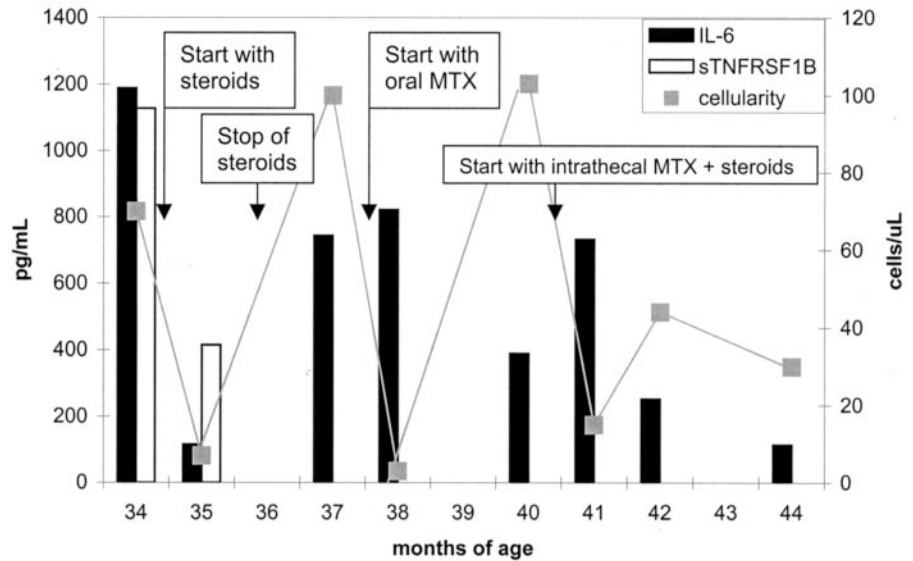 1400
1200
1000
800
600
400
200
0
pg/mL
120
100
80
60
40
20
0
cells/uL
IL-6
sTNFRSF1B
cellularity
Start with
steroids
Stop of
steroids
Start with
oral MTX
Start with intrathecal MTX + steroids
34 35 36 37 38 39 40 41 42 43 44
months of age